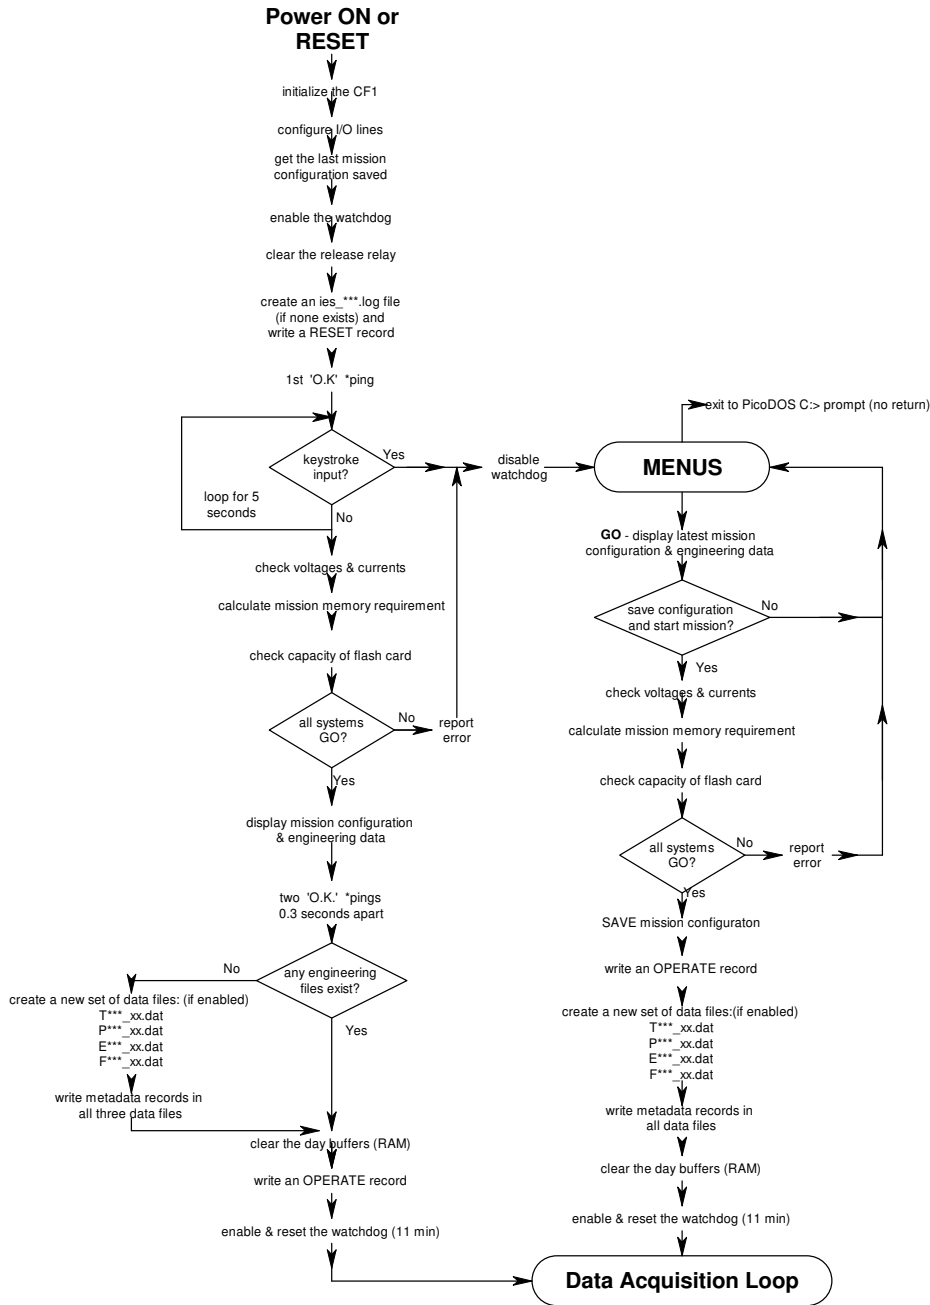 Power ON or
RESET
initialize the CF1
configure I/O lines
get the last mission
configuration saved
enable the watchdog
clear the release relay
create an ies_***.log file
(if none exists) and
write a RESET record
1st 'O.K' *ping
keystroke
input?
Yes
No
loop for 5
seconds
check voltages & currents
calculate mission memory requirement
check capacity of flash card
all systems
GO?
No
report
error
Yes
display mission configuration
& engineering data
two 'O.K.' *pings
0.3 seconds apart
any engineering
files exist?
No
Yes
create a new set of data files: (if enabled)
T***_xx.dat
P***_xx.dat
E***_xx.dat
F***_xx.dat
write metadata records in
all three data files
clear the day buffers (RAM)
write an OPERATE record
enable & reset the watchdog (11 min)
disable
watchdog
exit to PicoDOS C:> prompt (no return)
MENUS
GO - display latest mission
configuration & engineering data
save configuration
and start mission?
No
Yes
check voltages & currents
calculate mission memory requirement
check capacity of flash card
all systems
GO?
No
report
error
Yes
SAVE mission configuraton
write an OPERATE record
create a new set of data files:(if enabled)
T***_xx.dat
P***_xx.dat
E***_xx.dat
F***_xx.dat
write metadata records in
all data files
clear the day buffers (RAM)
enable & reset the watchdog (11 min)
Data Acquisition Loop